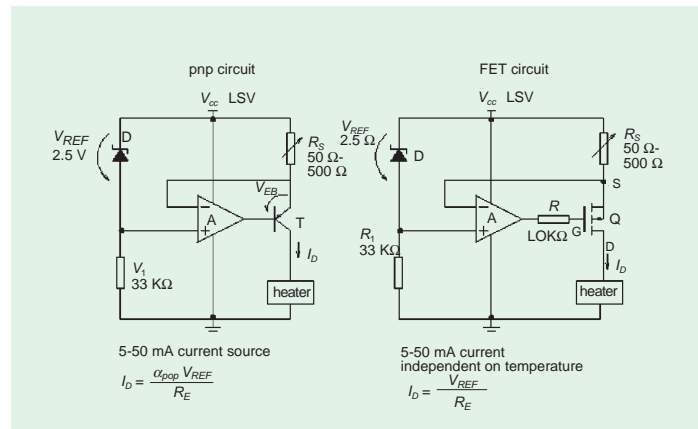 pnp circuit
V_cc LSV
V_REF
2.5 V
D
R_S
50 Ω-
500 Ω
V_EB
A
T
I_D
V_1
33 KΩ
heater
5-50 mA current source
I_D = α_pop V_REF / R_E
FET circuit
V_cc LSV
V_REF
2.5 Ω
D
R_S
50 Ω-
500 Ω
S
A
R
LOKΩ
G
Q
D
I_D
R_1
33 KΩ
heater
5-50 mA current
independent on temperature
I_D = V_REF / R_E